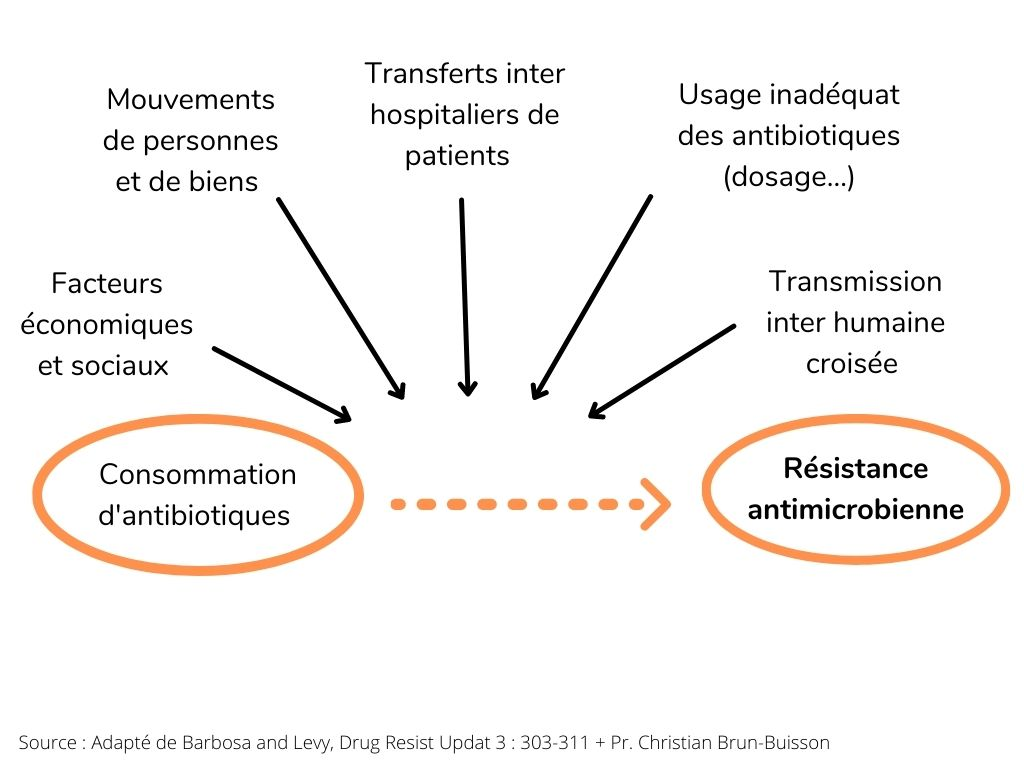 Mouvements
de personnes
et de biens
Transferts inter
hospitaliers de
patients
Usage inadéquat
des antibiotiques
(dosage...)
Facteurs
économiques
et sociaux
Transmission
inter humaine
croisée
Consommation
d'antibiotiques
Résistance
antimicrobienne
Source : Adapté de Barbosa and Levy, Drug Resist Updat 3 : 303-311 + Pr. Christian Brun-Buisson